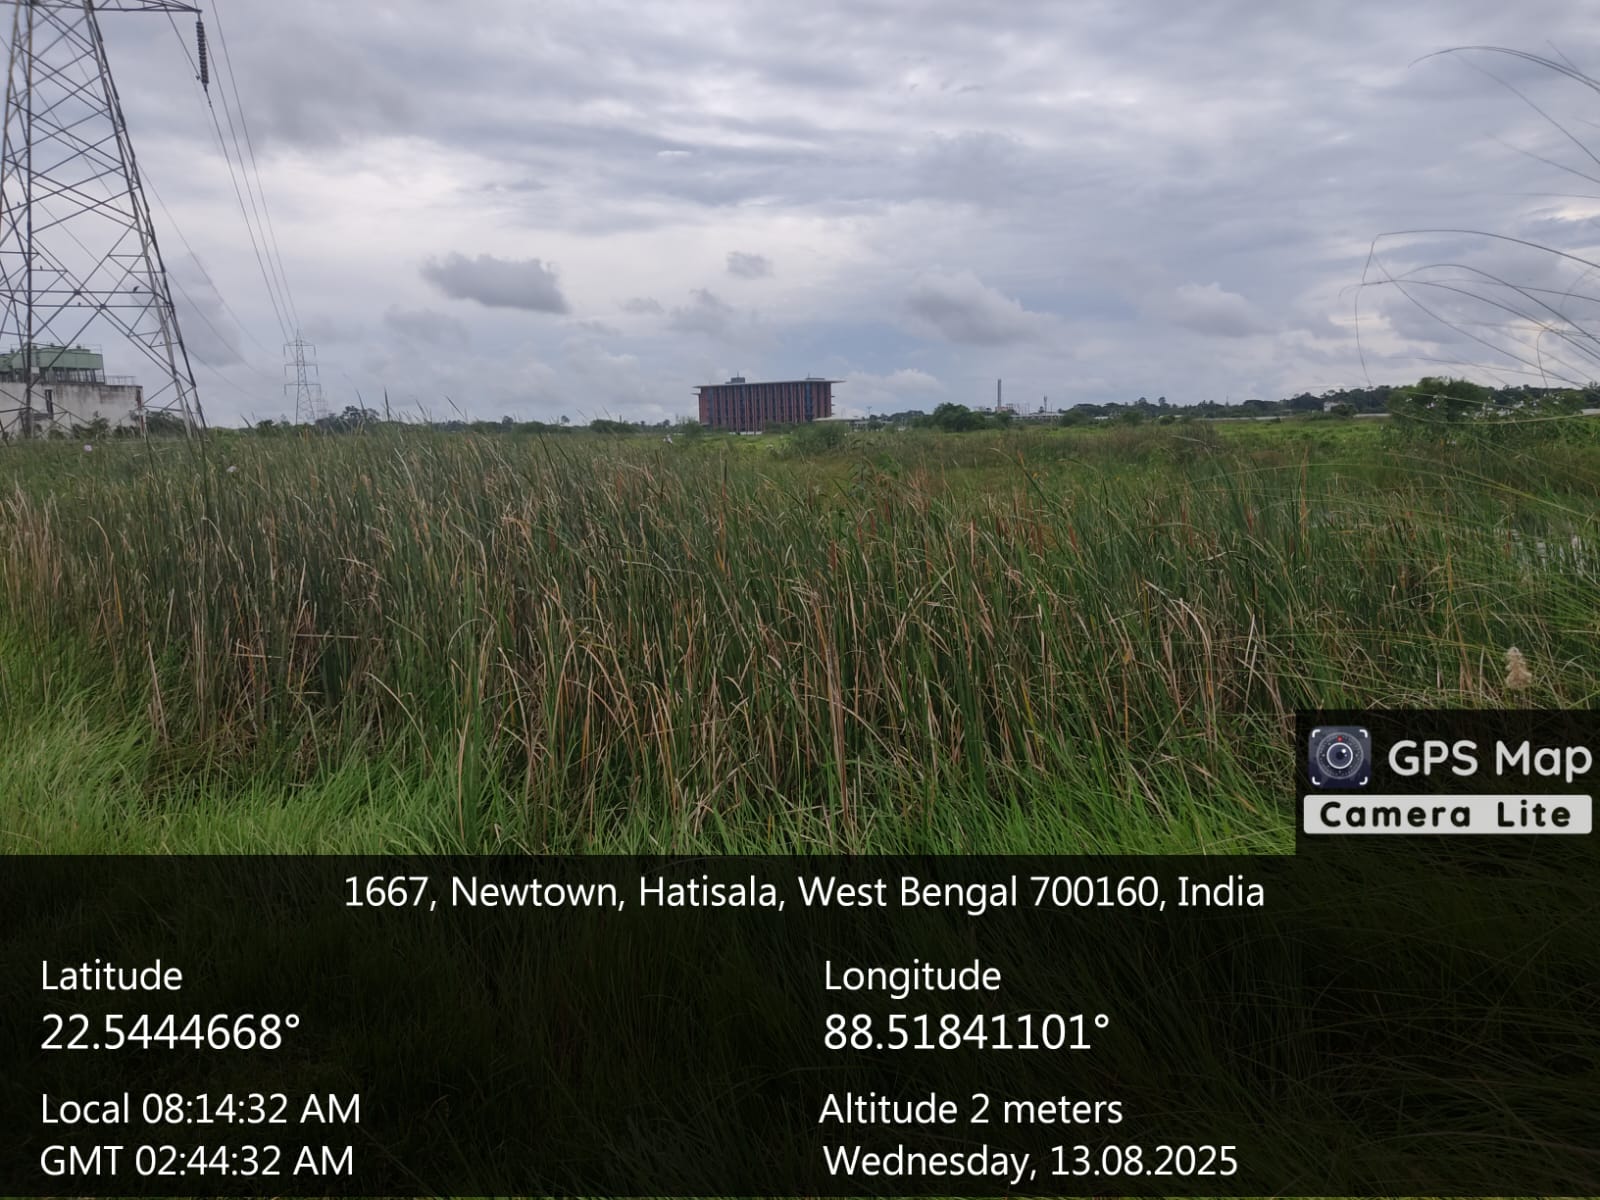 GPS Map
Camera Lite
1667, Newtown, Hatisala, West Bengal 700160, India
Latitude
22.5444668°
Longitude
88.51841101°
Local 08:14:32 AM
GMT 02:44:32 AM
Altitude 2 meters
Wednesday, 13.08.2025